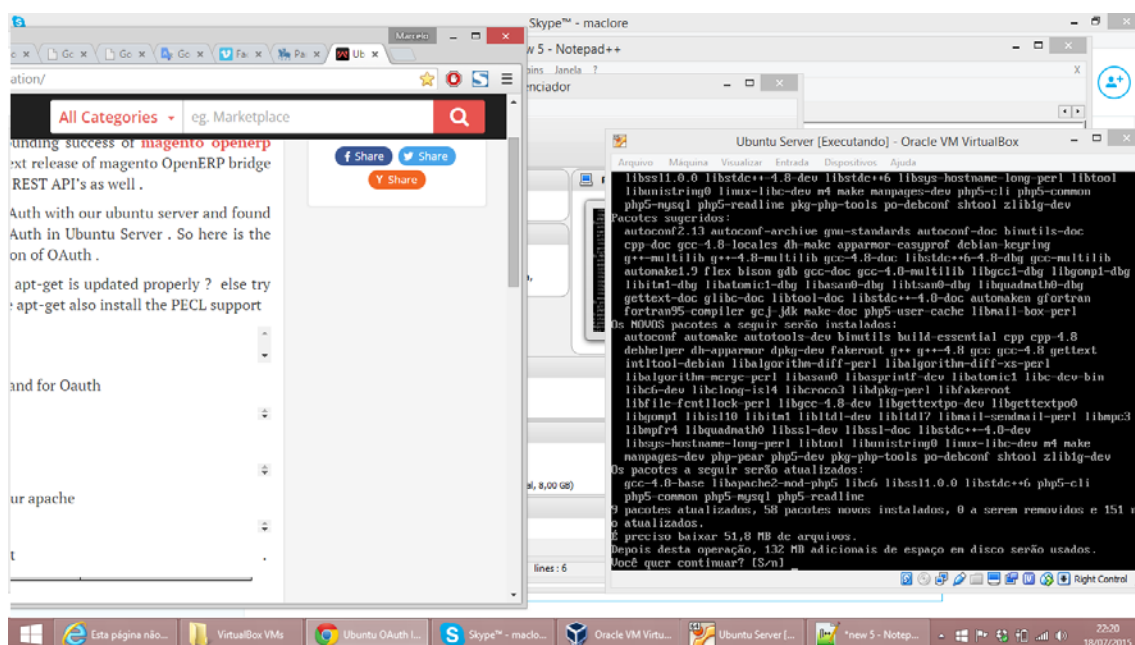 Skype™ - maclore
Marcelo
Gc
Gc
Gc
Fac
Pa
Ub
ation/
All Categories
eg. Marketplace
unding success of magento openerp
ext release of magento OpenERP bridge
REST API's as well .
Auth with our ubuntu server and found
Auth in Ubuntu Server . So here is the
on of OAuth .
apt-get is updated properly ? else try
apt-get also install the PECL support
and for Oauth
ur apache
t
.
f Share
Share
Y Share
v 5 - Notepad++
ins Janela ?
X
enciador
al, 8,00 GB)
lines : 6
Ubuntu Server [Executando] - Oracle VM VirtualBox
Arquivo Máquina Visualizar Entrada Dispositivos Ajuda
libssl1.0.0 libstdc++-4.8-dev libstdc++6 libsys-hostname-long-perl libtool
libunistring0 linux-libc-dev m4 make manpages-dev php5-cli php5-common
php5-mysql php5-readline pkg-php-tools po-debconf shtool zlib1g-dev
Pacotes sugeridos:
autoconf2.13 autoconf-archive gnu-standards autoconf-doc binutils-doc
cpp-doc gcc-4.8-locales dh-make apparmor-easyprof debian-keyring
g++-multilib g++-4.8-multilib gcc-4.8-doc libstdc++6-4.8-dbg gcc-multilib
automake1.9 flex bison gdb gcc-doc gcc-4.8-multilib libgcc1-dbg libgomp1-dbg
libitm1-dbg libatomic1-dbg libasan0-dbg libtsan0-dbg libquadmath0-dbg
gettext-doc glibc-doc libtool-doc libstdc++-4.8-doc automaken gfortran
fortran95-compiler gcj-jdk make-doc php5-user-cache libmail-box-perl
Os NOVOS pacotes a seguir serão instalados:
autoconf automake autotools-dev binutils build-essential cpp cpp-4.8
debhelper dh-apparmor dpkg-dev fakeroot g++ g++-4.8 gcc gcc-4.8 gettext
intltool-debian libalgorithm-diff-perl libalgorithm-diff-xs-perl
libalgorithm-merge-perl libasan0 libasprintf-dev libatomic1 libc-dev-bin
libc6-dev libcloog-isl4 libcroco3 libdpkg-perl libfakeroot
libfile-fcntllock-perl libgcc-4.8-dev libgettextpo-dev libgettextpo0
libgomp1 libisl10 libitm1 libltdl-dev libltdl7 libmail-sendmail-perl libmpc3
libmpfr4 libquadmath0 libssl-dev libssl-doc libstdc++-4.8-dev
libsys-hostname-long-perl libtool libunistring0 linux-libc-dev m4 make
manpages-dev php-pear php5-dev pkg-php-tools po-debconf shtool zlib1g-dev
Os pacotes a seguir serão atualizados:
gcc-4.8-base libapache2-mod-php5 libc6 libssl1.0.0 libstdc++6 php5-cli
php5-common php5-mysql php5-readline
9 pacotes atualizados, 58 pacotes novos instalados, 0 a serem removidos e 151 n
o atualizados.
É preciso baixar 51,8 MB de arquivos.
Depois desta operação, 132 MB adicionais de espaço em disco serão usados.
Você quer continuar? [S/n] _
Right Control
Esta página não...
VirtualBox VMs
Ubuntu OAuth I...
Skype™ - maclo...
Oracle VM Virtu...
Ubuntu Server [...
*new 5 - Notep...
22:20
18/07/2015